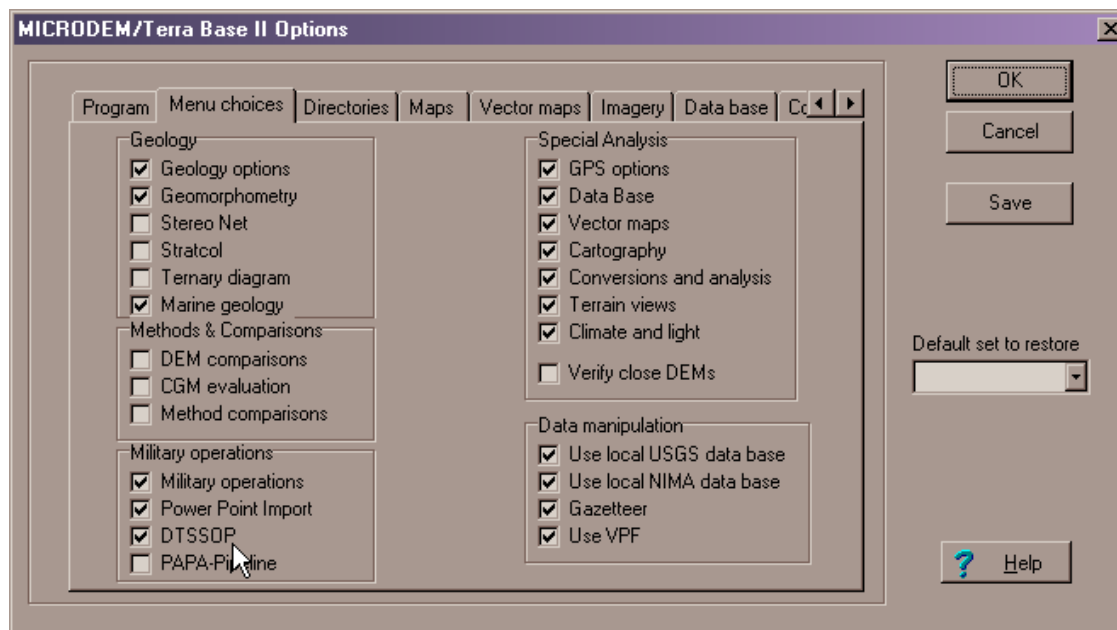 MICRODEM/Terra Base II Options
Program
Menu choices
Directories
Maps
Vector maps
Imagery
Data base
Geology
Geology options
Geomorphometry
Stereo Net
Stratcol
Ternary diagram
Marine geology
Methods & Comparisons
DEM comparisons
CGM evaluation
Method comparisons
Military operations
Military operations
Power Point Import
DTSSOP
Special Analysis
GPS options
Data Base
Vector maps
Cartography
Conversions and analysis
Terrain views
Climate and light
Verify close DEMs
Data manipulation
Use local USGS data base
Use local NIMA data base
Gazetteer
Use VPF
OK
Cancel
Save
Default set to restore
Help